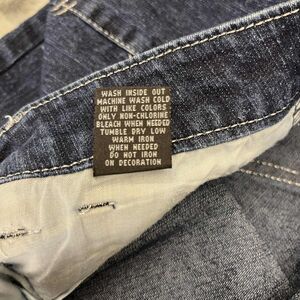 WASH INSIDE OUT
MACHINE WASH COLD
WITH LIKE COLORS
ONLY NON-CHLORINE
BLEACH WHEN NEEDED
TUMBLE DRY LOW
WARM IRON
WHEN NEEDED
DO NOT IRON
ON DECORATION